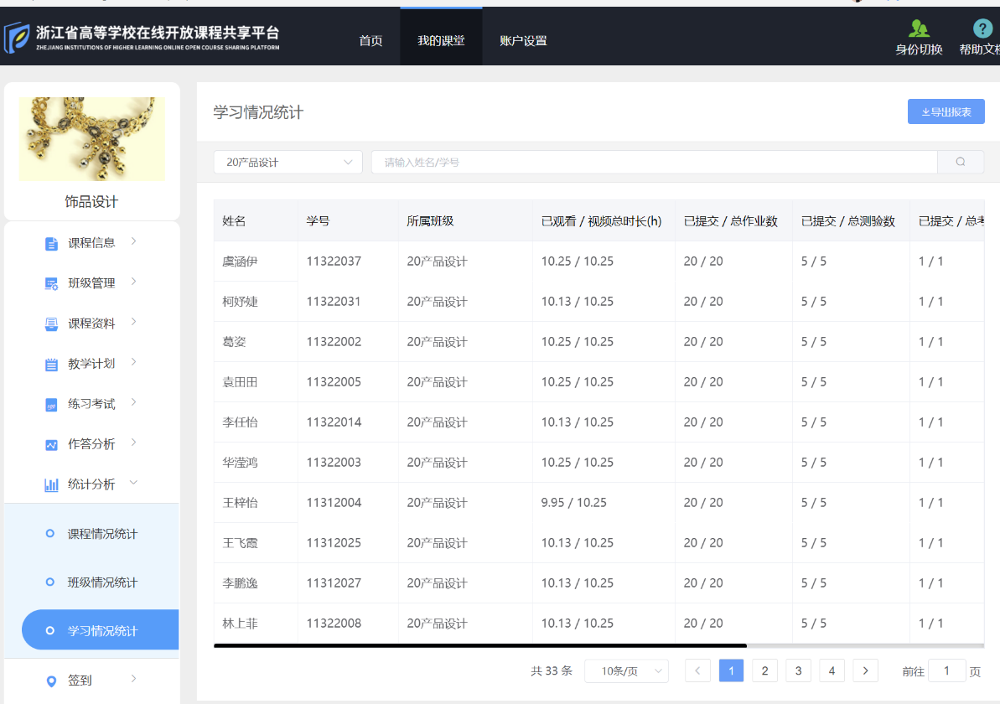 浙江省高等学校在线开放课程共享平台
ZHEJIANG INSTITUTIONS OF HIGHER LEARNING ONLINE OPEN COURSE SHARING PLATFORM
首页 我的课堂 账户设置
身份切换 帮助文档
饰品设计
课程信息
班级管理
课程资料
教学计划
练习考试
作答分析
统计分析
课程情况统计
班级情况统计
学习情况统计
签到
学习情况统计
导出报表
20产品设计 请输入姓名/学号
姓名 学号 所属班级 已观看 / 视频总时长(h) 已提交 / 总作业数 已提交 / 总测验数 已提交 / 总考
虞涵伊 11322037 20产品设计 10.25 / 10.25 20 / 20 5 / 5 1 / 1
柯妤婕 11322031 20产品设计 10.13 / 10.25 20 / 20 5 / 5 1 / 1
葛姿 11322002 20产品设计 10.25 / 10.25 20 / 20 5 / 5 1 / 1
袁田田 11322005 20产品设计 10.25 / 10.25 20 / 20 5 / 5 1 / 1
李任怡 11322014 20产品设计 10.13 / 10.25 20 / 20 5 / 5 1 / 1
华滢鸿 11322003 20产品设计 10.25 / 10.25 20 / 20 5 / 5 1 / 1
王梓怡 11312004 20产品设计 9.95 / 10.25 20 / 20 5 / 5 1 / 1
王飞霞 11312025 20产品设计 10.13 / 10.25 20 / 20 5 / 5 1 / 1
李鹏逸 11312027 20产品设计 10.13 / 10.25 20 / 20 5 / 5 1 / 1
林上菲 11322008 20产品设计 10.13 / 10.25 20 / 20 5 / 5 1 / 1
共 33 条 10条/页 1 2 3 4 前往 1 页